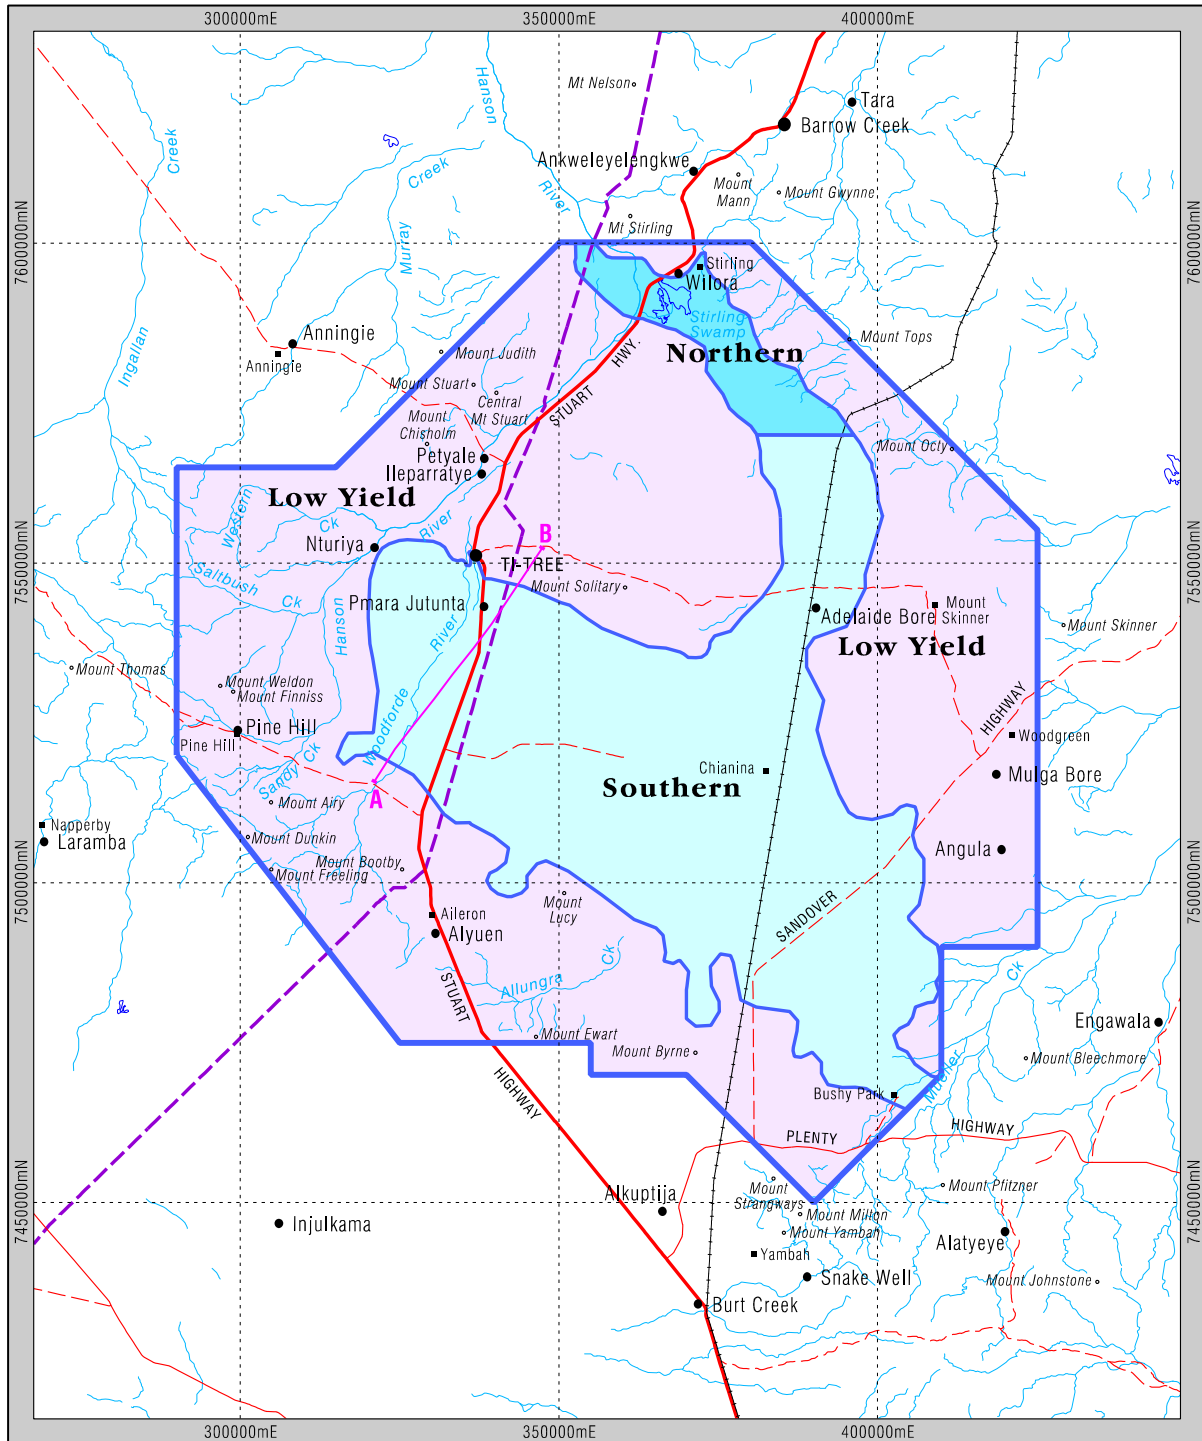 300000mE
350000mE
400000mE
Mt Nelson
Hanson
River
Tara
Barrow Creek
Ankweleyelengkwe
Mount
Mann
Mount Gwynne
Mt Stirling
Creek
Creek
Murray
Ingallan
7600000mN
7600000mN
Stirling
Wilora
Stirling
Swamp
Northern
Mount Tops
Anningie
Anningie
Mount Judith
HWY.
STUART
Mount Stuart
Central
Mt Stuart
Mount
Chisholm
Mount Octy
Petyale
Ileparratye
Low Yield
Western
Ck
River
Nturiya
B
TI-TREE
7550000mN
7550000mN
Saltbush
Ck
Mount Solitary
Hanson
Pmara Jutunta
River
Adelaide Bore
Mount
Skinner
Mount Skinner
Low Yield
Mount Thomas
Mount Weldon
Mount Finniss
HIGHWAY
Pine Hill
Pine Hill
Woodforde
Woodgreen
Sandy Ck
Chianina
Mulga Bore
Southern
A
Mount Airy
Napperby
Laramba
Mount Dunkin
Angula
Mount Bootby
Mount Freeling
7500000mN
7500000mN
Mount
Lucy
SANDOVER
Aileron
Alyuen
Ck
Allungra
Ck
STUART
Engawala
Mount Ewart
Mount Byrne
Mount Bleechmore
Mueller
Bushy Park
HIGHWAY
PLENTY
HIGHWAY
Mount
Strangways
Mount Pfitzner
Alkuptija
Mount Milton
7450000mN
7450000mN
Injulkama
Mount Yambah
Alatyeye
Yambah
Snake Well
Mount Johnstone
Burt Creek
300000mE
350000mE
400000mE